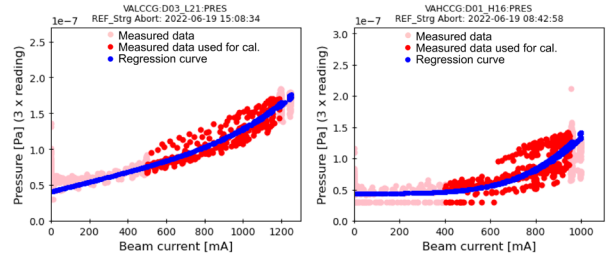 VALCCG:D03_L21:PRES
REF_Strg Abort: 2022-06-19 15:08:34
1e-7
Measured data
Measured data used for cal.
Regression curve
Pressure [Pa] (3 x reading)
2.5
2.0
1.5
1.0
0.5
0.0
0 200 400 600 800 1000 1200
Beam current [mA]
VAHCCG:D01_H16:PRES
REF_Strg Abort: 2022-06-19 08:42:58
1e-7
Measured data
Measured data used for cal.
Regression curve
Pressure [Pa] (3 x reading)
3.0
2.5
2.0
1.5
1.0
0.5
0.0
0 200 400 600 800 1000
Beam current [mA]